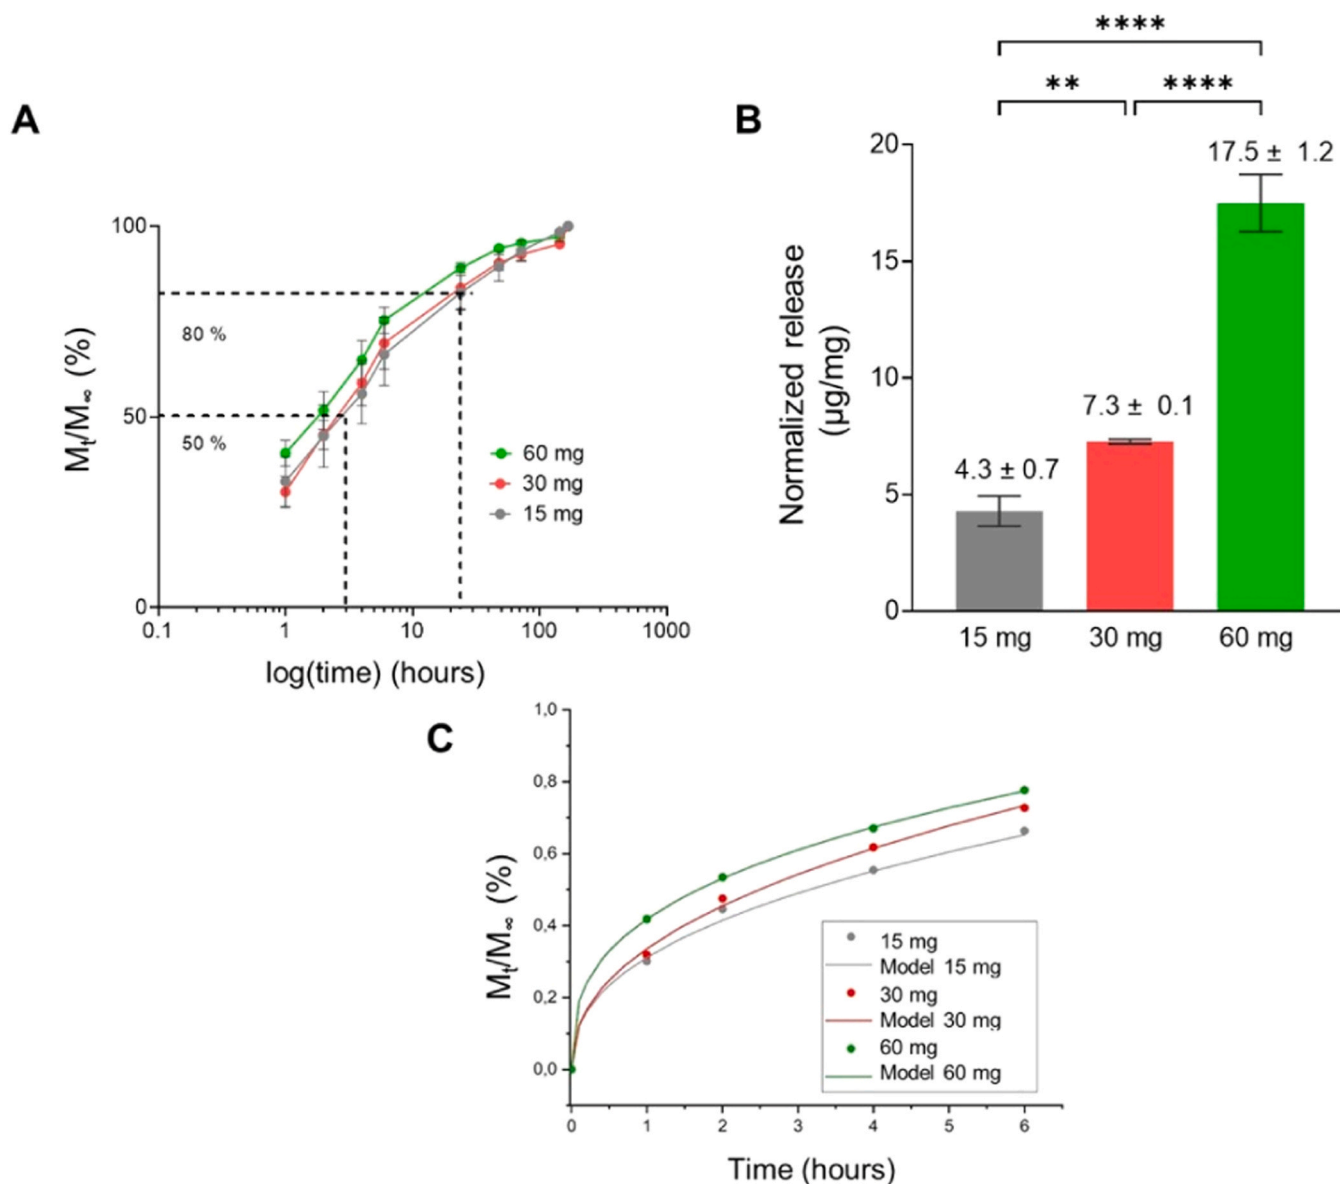 A
100
50
0
80 %
50 %
Mt/M∞ (%)
60 mg
30 mg
15 mg
0.1 1 10 100 1000
log(time) (hours)
B
****
** ****
20
15
10
5
0
Normalized release
(µg/mg)
4.3 ± 0.7
7.3 ± 0.1
17.5 ± 1.2
15 mg 30 mg 60 mg
C
1,0
0,8
0,6
0,4
0,2
0,0
Mt/M∞ (%)
15 mg
Model 15 mg
30 mg
Model 30 mg
60 mg
Model 60 mg
0 1 2 3 4 5 6
Time (hours)